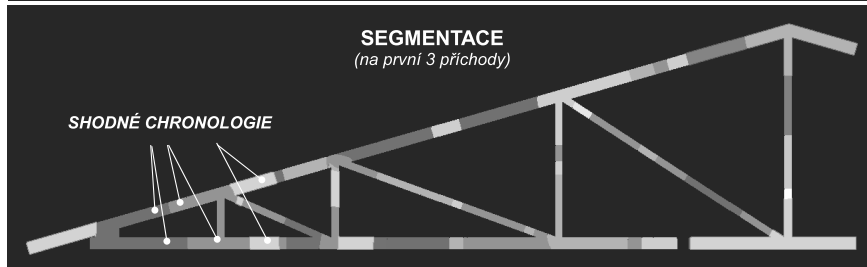 SEGMENTACE
(na první 3 příchody)
SHODNÉ CHRONOLOGIE